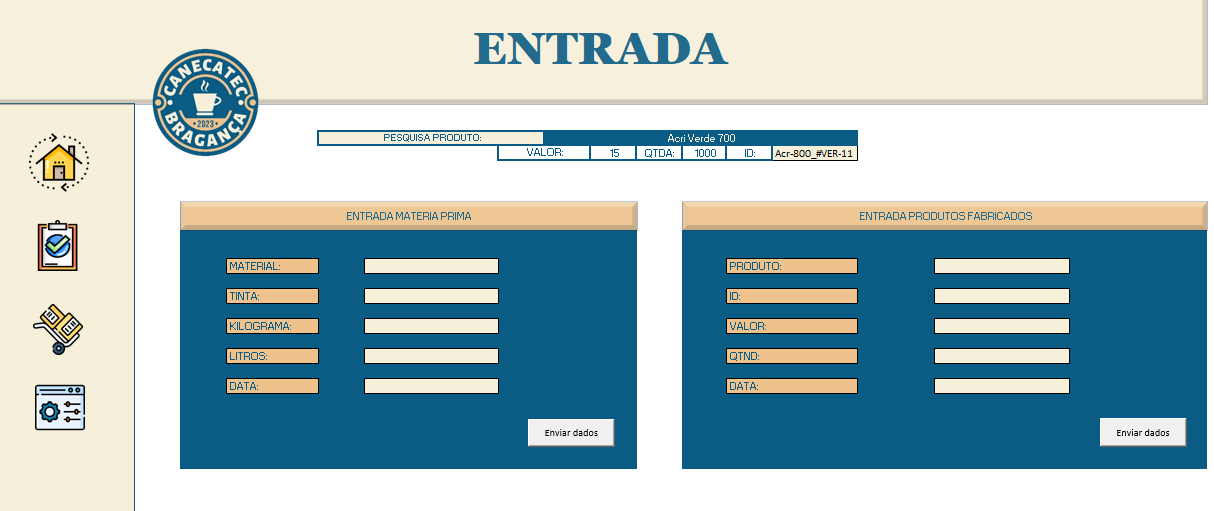 ENTRADA
CANECATEC
2023
BRAGANÇA
PESQUISA PRODUTO: Acri Verde 700
VALOR: 15 QTDA: 1000 ID: Acr-800_#VER-11
ENTRADA MATERIA PRIMA
MATERIAL:
TINTA:
KILOGRAMA:
LITROS:
DATA:
Enviar dados
ENTRADA PRODUTOS FABRICADOS
PRODUTO:
ID:
VALOR:
QTND:
DATA:
Enviar dados